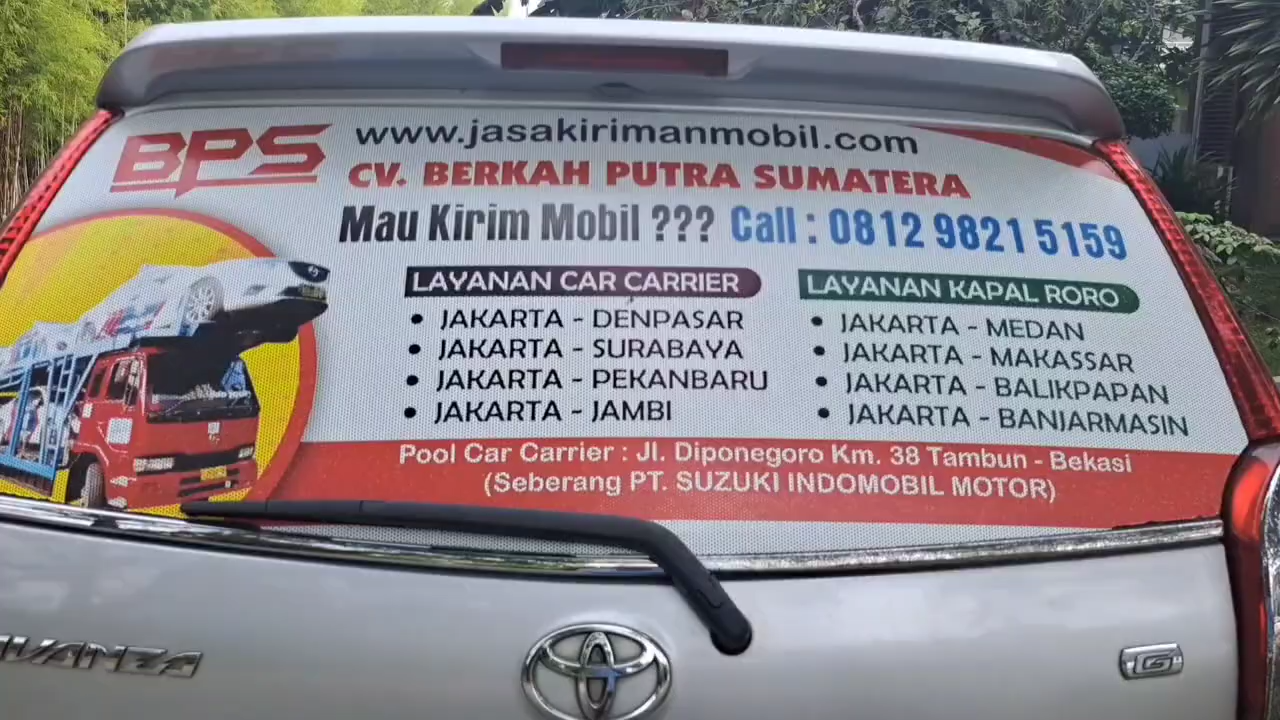 BPS
www.jasakirimanmobil.com
CV. BERKAH PUTRA SUMATERA
Mau Kirim Mobil ??? Call : 0812 9821 5159
LAYANAN CAR CARRIER
• JAKARTA - DENPASAR
• JAKARTA - SURABAYA
• JAKARTA - PEKANBARU
• JAKARTA - JAMBI
LAYANAN KAPAL RORO
• JAKARTA - MEDAN
• JAKARTA - MAKASSAR
• JAKARTA - BALIKPAPAN
• JAKARTA - BANJARMASIN
Pool Car Carrier : Jl. Diponegoro Km. 38 Tambun - Bekasi
(Seberang PT. SUZUKI INDOMOBIL MOTOR)
AVANZA
G